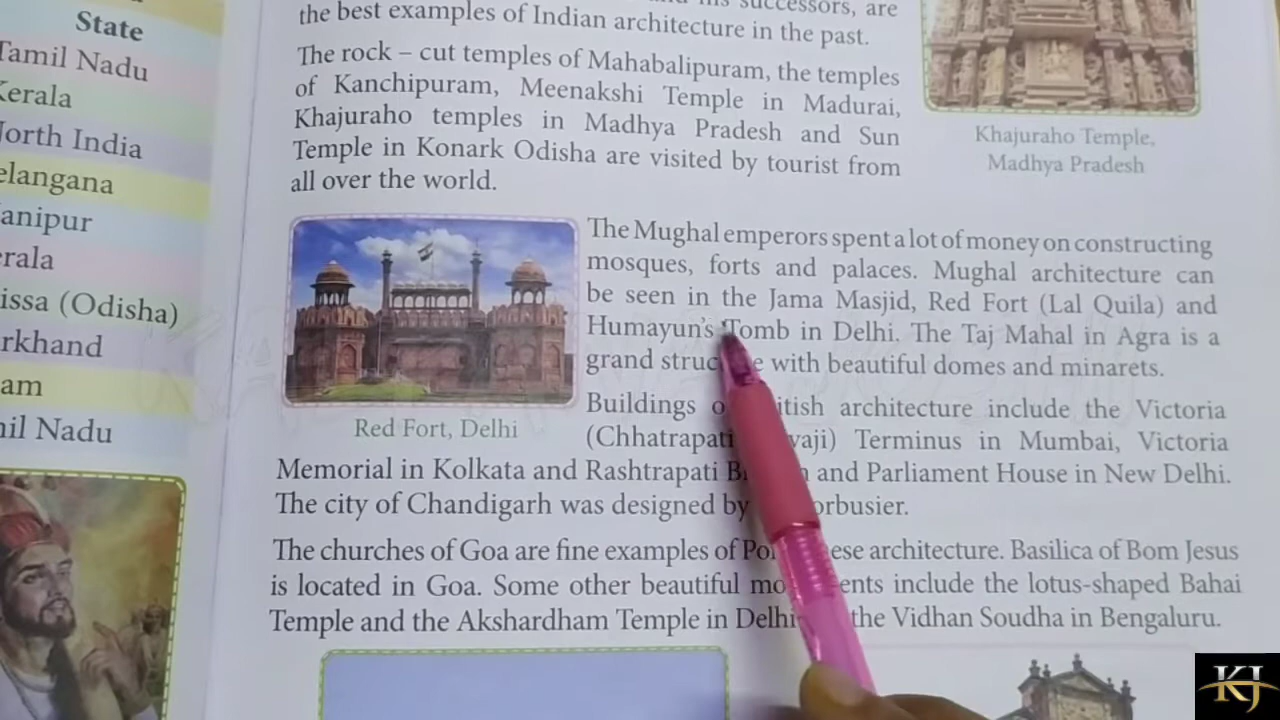 State
Tamil Nadu
Kerala
North India
elangana
anipur
erala
issa (Odisha)
rkhand
am
il Nadu
successors, are
the best examples of Indian architecture in the past.
The rock – cut temples of Mahabalipuram, the temples
of Kanchipuram, Meenakshi Temple in Madurai,
Khajuraho temples in Madhya Pradesh and Sun
Temple in Konark Odisha are visited by tourist from
all over the world.
Khajuraho Temple,
Madhya Pradesh
The Mughal emperors spent a lot of money on constructing
mosques, forts and palaces. Mughal architecture can
be seen in the Jama Masjid, Red Fort (Lal Quila) and
Humayun's Tomb in Delhi. The Taj Mahal in Agra is a
grand struc e with beautiful domes and minarets.
Red Fort, Delhi
Buildings o itish architecture include the Victoria
(Chhatrapati vaji) Terminus in Mumbai, Victoria
Memorial in Kolkata and Rashtrapati B n and Parliament House in New Delhi.
The city of Chandigarh was designed by orbusier.
The churches of Goa are fine examples of Po ese architecture. Basilica of Bom Jesus
is located in Goa. Some other beautiful mo ents include the lotus-shaped Bahai
Temple and the Akshardham Temple in Delhi the Vidhan Soudha in Bengaluru.
KJ